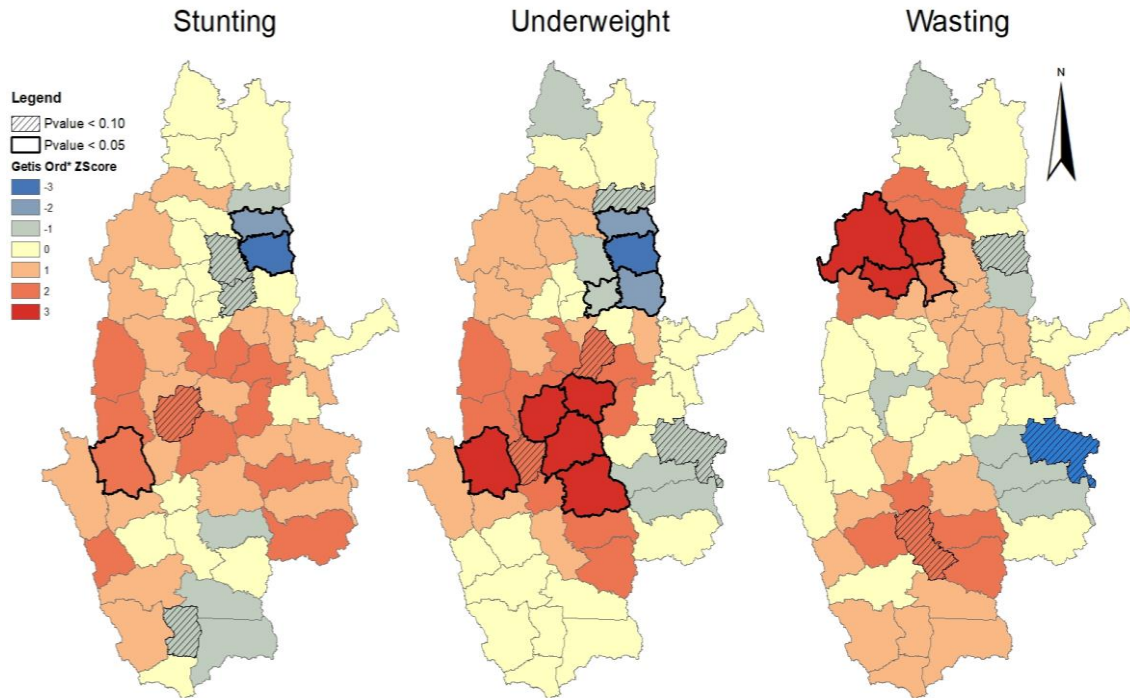 Stunting
Underweight
Wasting
N
Legend
Pvalue < 0.10
Pvalue < 0.05
Getis Ord* ZScore
-3
-2
-1
0
1
2
3